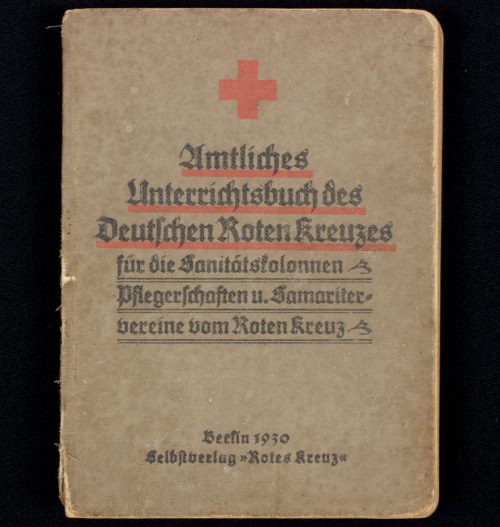 Amtliches
Unterrichtsbuch des
Deutschen Roten Kreuzes
für die Sanitätskolonnen
Pflegerschaften u. Samariter-
vereine vom Roten Kreuz
Berlin 1930
Selbstverlag »Rotes Kreuz«